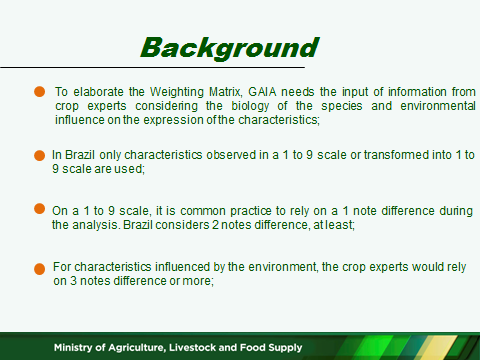 Background
To elaborate the Weighting Matrix, GAIA needs the input of information from
crop experts considering the biology of the species and environmental
influence on the expression of the characteristics;
In Brazil only characteristics observed in a 1 to 9 scale or transformed into 1 to
9 scale are used;
On a 1 to 9 scale, it is common practice to rely on a 1 note difference during
the analysis. Brazil considers 2 notes difference, at least;
For characteristics influenced by the environment, the crop experts would rely
on 3 notes difference or more;
Ministry of Agriculture, Livestock and Food Supply